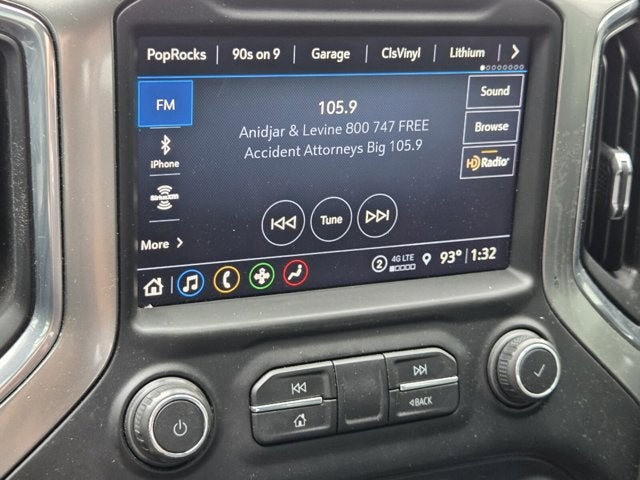 PopRocks | 90s on 9 | Garage | ClsVinyl | Lithium
FM
105.9
Sound
Anidjar & Levine 800 747 FREE
Browse
Accident Attorneys Big 105.9
iPhone
HD Radio
SiriusXM
Tune
More
2 4G LTE 93° | 1:32
BACK